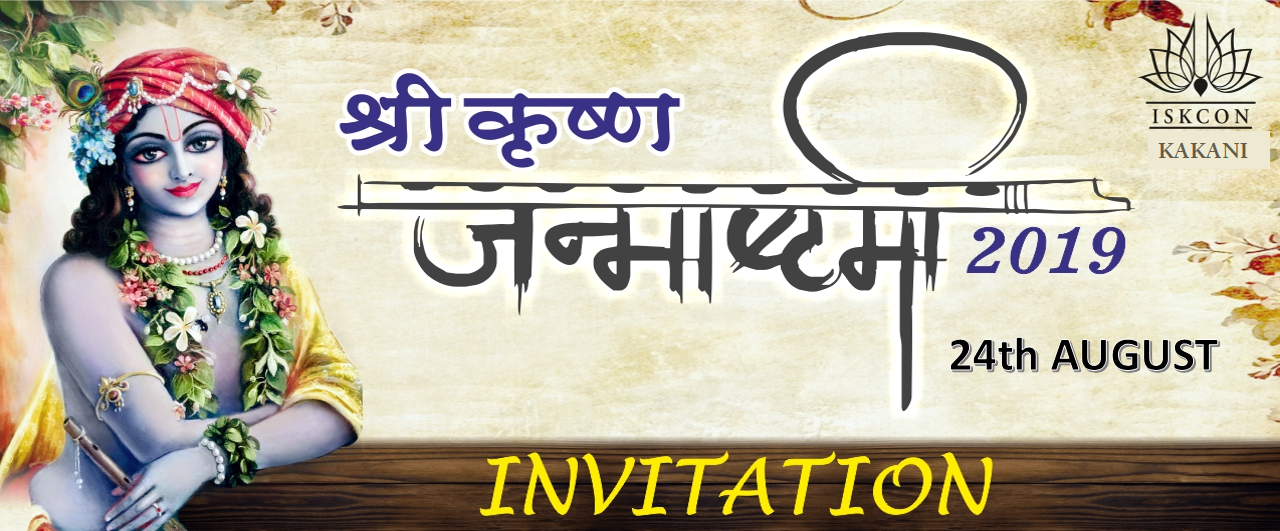 श्री कृष्ण
जन्माष्टमी
2019
24th AUGUST
ISKCON
KAKANI
INVITATION